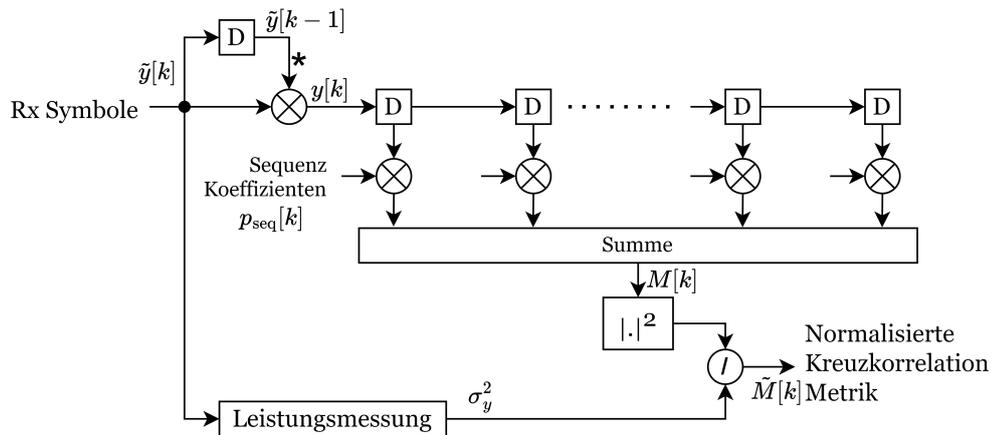 ỹ[k−1]
D
*
ỹ[k]
y[k]
Rx Symbole
D
D
D
D
Sequenz
Koeffizienten
p_seq[k]
Summe
M[k]
|.|²
Normalisierte
/
Kreuzkorrelation
M̃[k] Metrik
σ_y²
Leistungsmessung